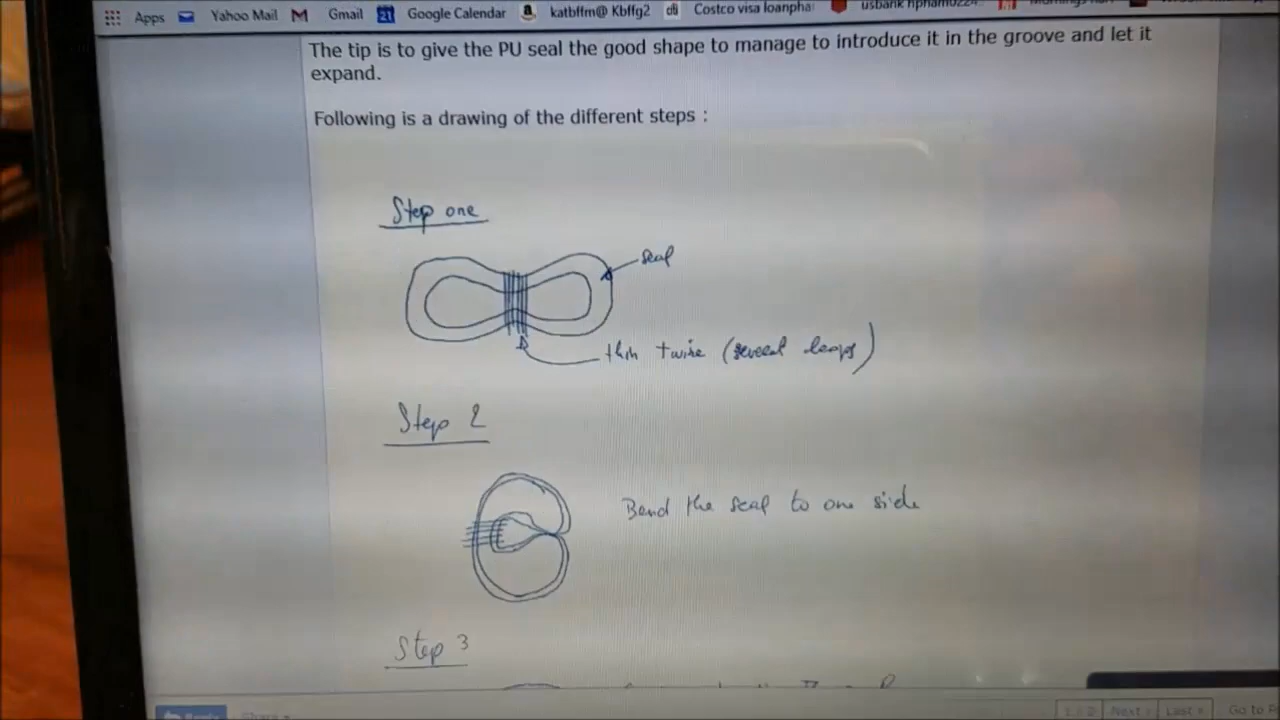 Apps Yahoo Mail Gmail 21 Google Calendar katbffm@ Kbffg2 Costco visa loanpha
The tip is to give the PU seal the good shape to manage to introduce it in the groove and let it
expand.
Following is a drawing of the different steps :
Step one
seal
thin twine (several loops)
Step 2
Bend the seal to one side
Step 3
Next Last Go to